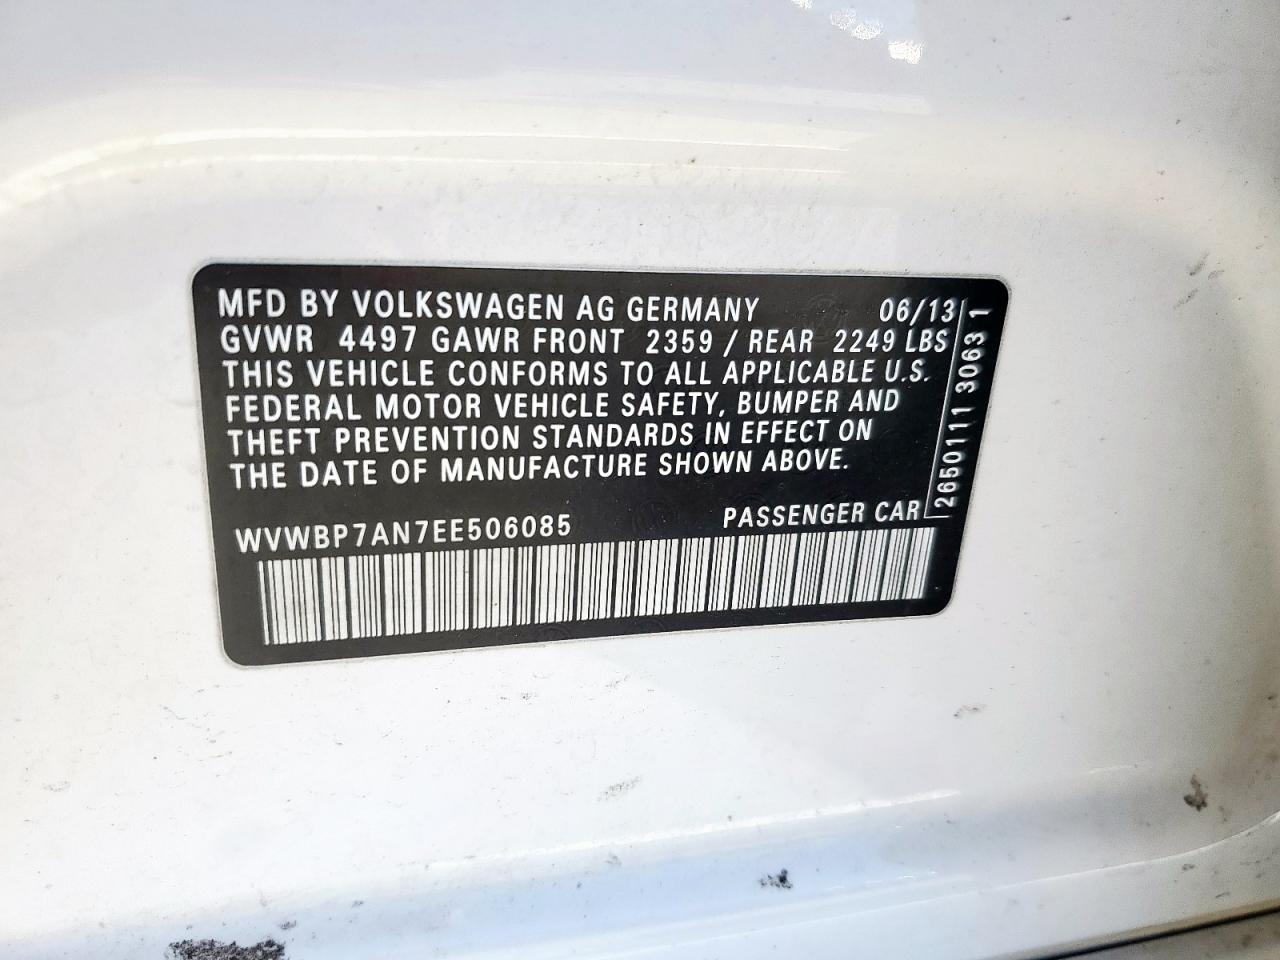 MFD BY VOLKSWAGEN AG GERMANY 06/13
GVWR 4497 GAWR FRONT 2359 / REAR 2249 LBS
THIS VEHICLE CONFORMS TO ALL APPLICABLE U.S.
FEDERAL MOTOR VEHICLE SAFETY, BUMPER AND
THEFT PREVENTION STANDARDS IN EFFECT ON
THE DATE OF MANUFACTURE SHOWN ABOVE.
WVWBP7AN7EE506085 PASSENGER CAR
2650111 30631